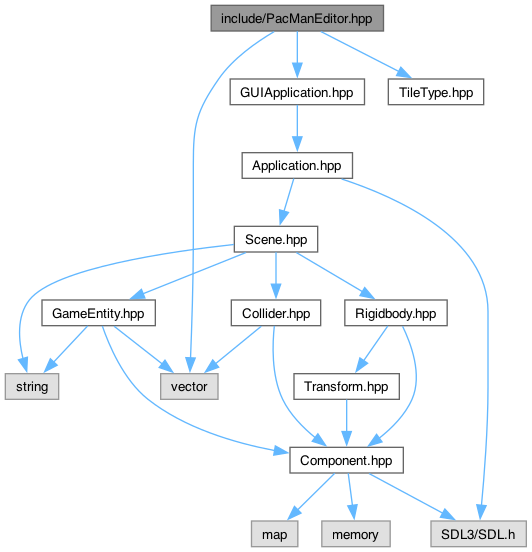 include/PacManEditor.hpp
GUIApplication.hpp
TileType.hpp
Application.hpp
Scene.hpp
GameEntity.hpp
Collider.hpp
Rigidbody.hpp
string
vector
Transform.hpp
Component.hpp
map
memory
SDL3/SDL.h